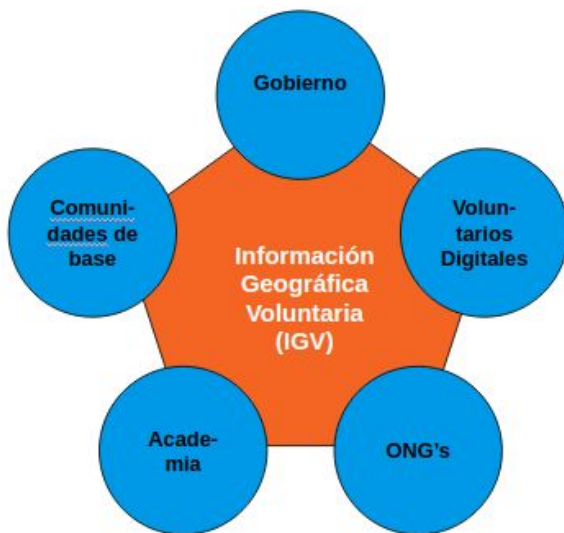 Gobierno
Comuni-
dades de
base
Volun-
tarios
Digitales
Información
Geográfica
Voluntaria
(IGV)
Acade-
mia
ONG's